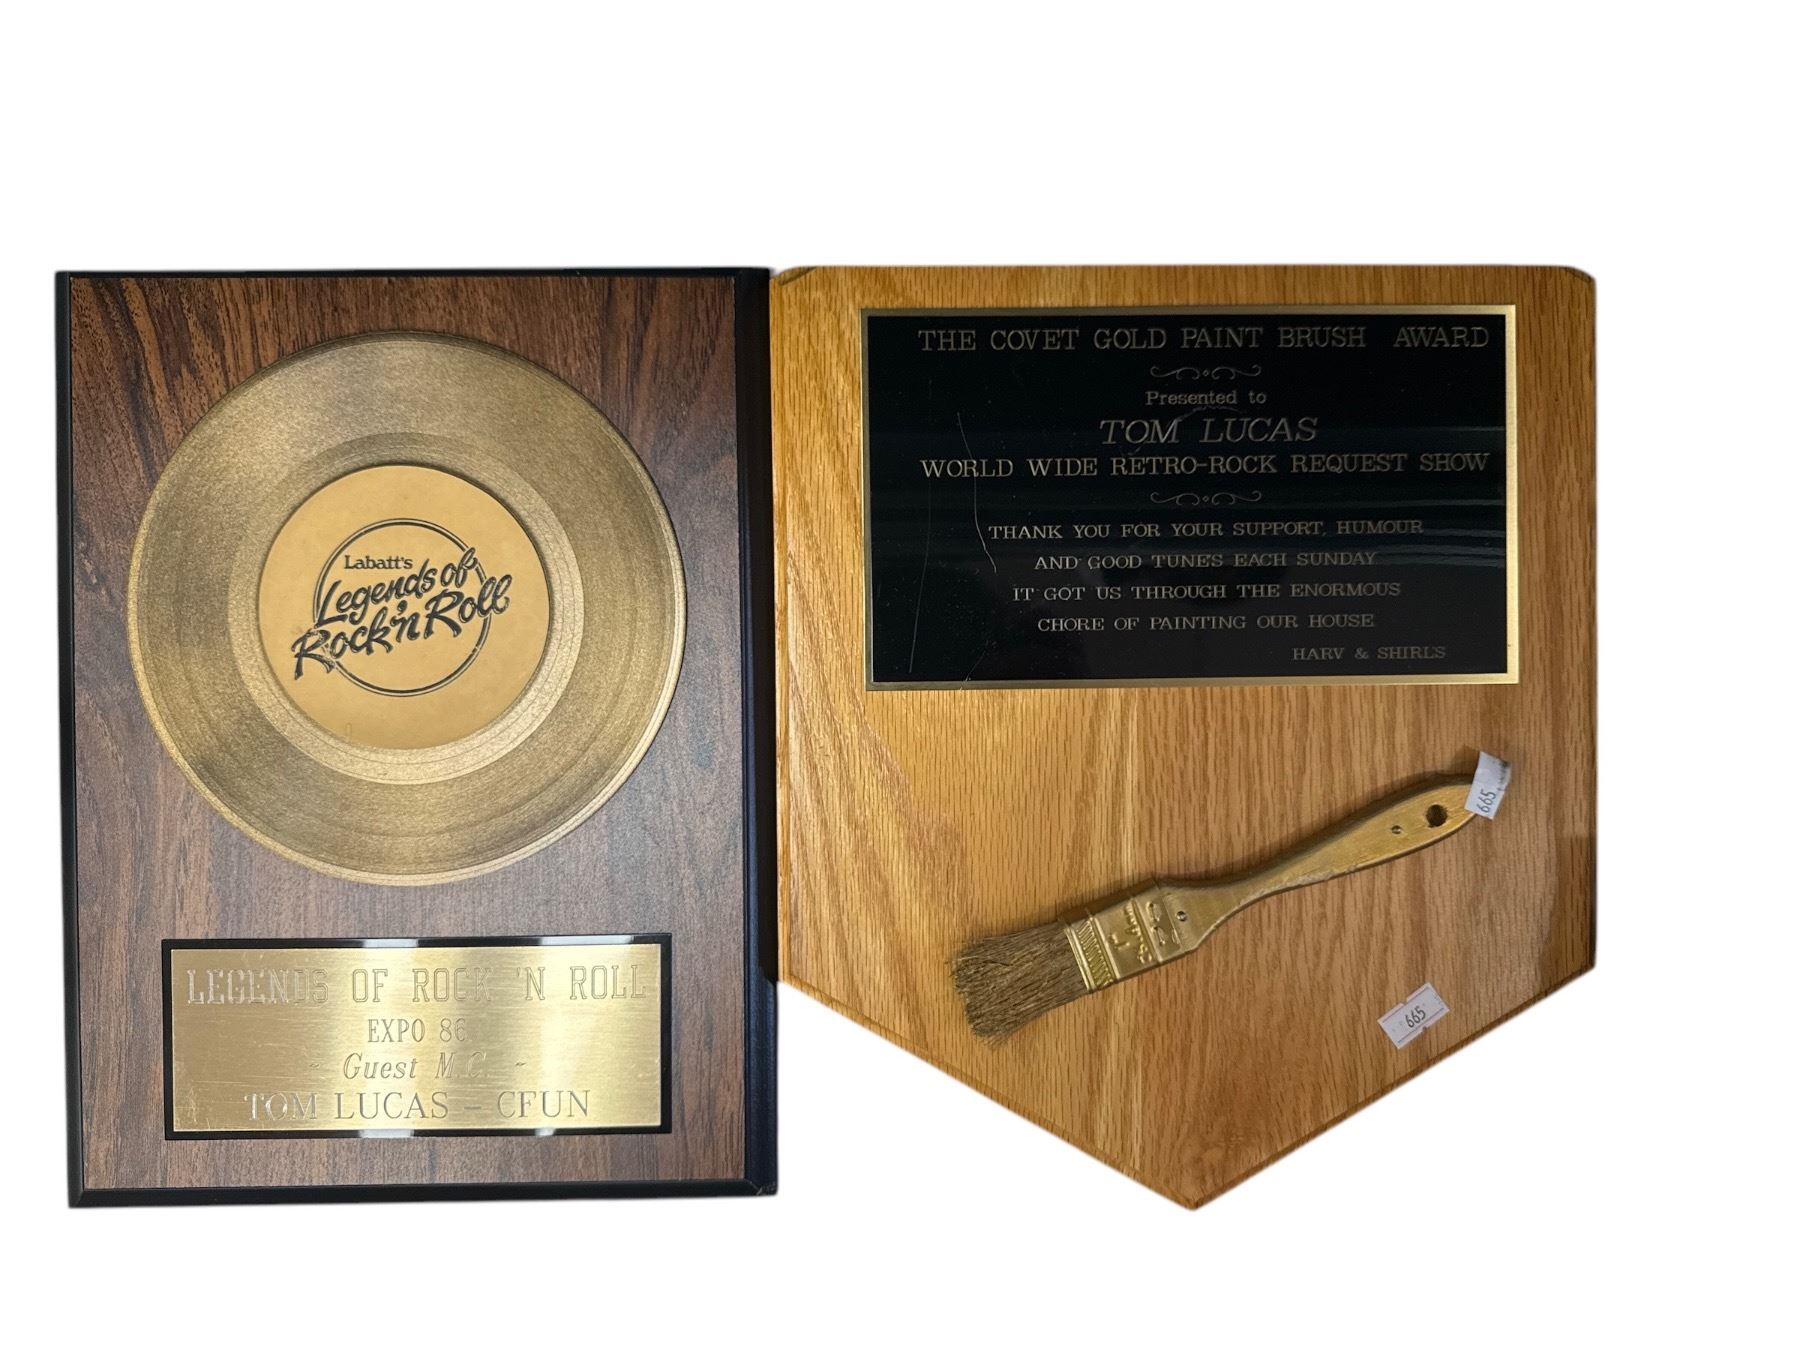 Labatt's
Legends of
Rock 'n Roll
LEGENDS OF ROCK 'N ROLL
EXPO 86
~ Guest M.C. ~
TOM LUCAS – CFUN
THE COVET GOLD PAINT BRUSH AWARD
Presented to
TOM LUCAS
WORLD WIDE RETRO-ROCK REQUEST SHOW
THANK YOU FOR YOUR SUPPORT, HUMOUR
AND GOOD TUNES EACH SUNDAY
IT GOT US THROUGH THE ENORMOUS
CHORE OF PAINTING OUR HOUSE
HARV & SHIRL'S
665
665